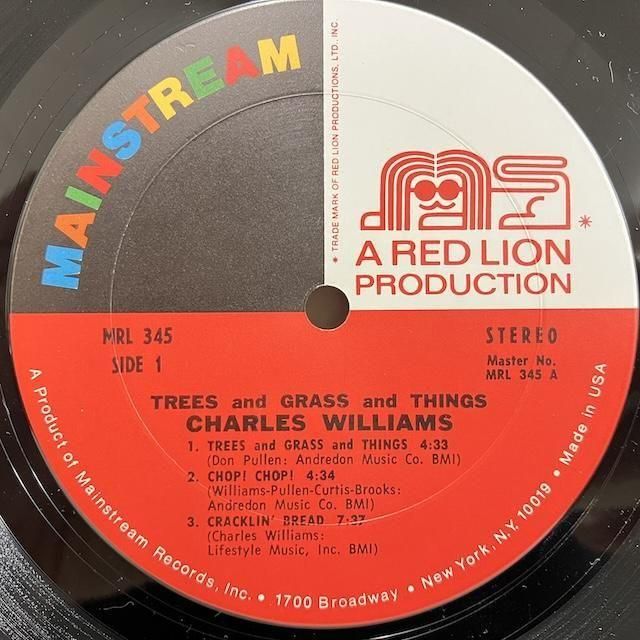 MAINSTREAM
* TRADE MARK OF RED LION PRODUCTIONS, LTD., INC.
*
A RED LION
PRODUCTION
MRL 345
SIDE 1
STEREO
Master No.
MRL 345 A
TREES and GRASS and THINGS
CHARLES WILLIAMS
1. TREES and GRASS and THINGS 4:33
(Don Pullen: Andredon Music Co. BMI)
2. CHOP! CHOP! 4:34
(Williams-Pullen-Curtis-Brooks:
Andredon Music Co. BMI)
3. CRACKLIN' BREAD 7:37
(Charles Williams:
Lifestyle Music, Inc. BMI)
A Product of Mainstream Records, Inc. • 1700 Broadway • New York, N.Y. 10019 • Made in USA